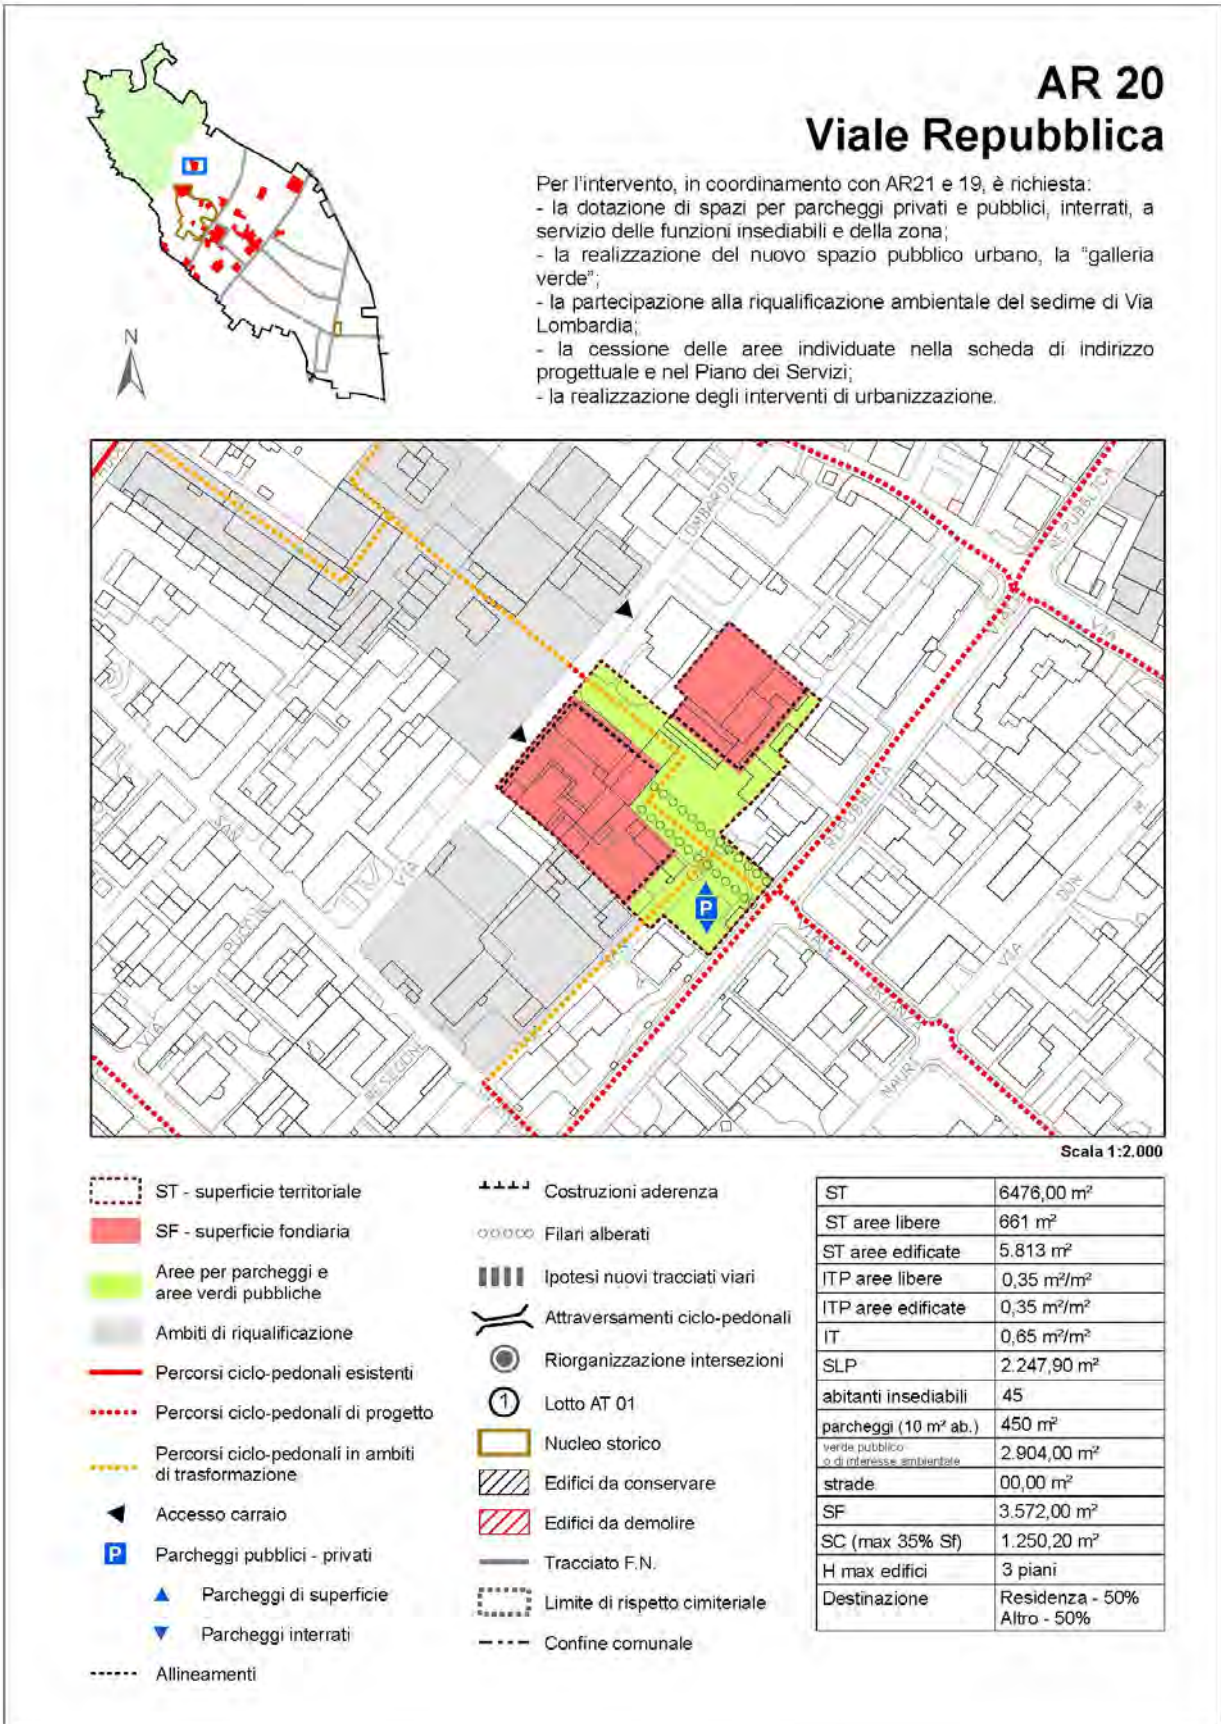 AR 20
Viale Repubblica
Per l'intervento, in coordinamento con AR21 e 19, è richiesta:
- la dotazione di spazi per parcheggi privati e pubblici, interrati, a
servizio delle funzioni insediabili e della zona;
- la realizzazione del nuovo spazio pubblico urbano, la "galleria
verde";
- la partecipazione alla riqualificazione ambientale del sedime di Via
Lombardia;
- la cessione delle aree individuate nella scheda di indirizzo
progettuale e nel Piano dei Servizi;
- la realizzazione degli interventi di urbanizzazione.
N
REPUBBLICA
VIA
REPUBBLICA
SAN
VIA
VIALE
DON
VIA
VIA
P
Scala 1:2.000
ST - superficie territoriale
SF - superficie fondiaria
Aree per parcheggi e
aree verdi pubbliche
Ambiti di riqualificazione
Percorsi ciclo-pedonali esistenti
Percorsi ciclo-pedonali di progetto
Percorsi ciclo-pedonali in ambiti
di trasformazione
Accesso carraio
P Parcheggi pubblici - privati
Parcheggi di superficie
Parcheggi interrati
Allineamenti
Costruzioni aderenza
Filari alberati
Ipotesi nuovi tracciati viari
Attraversamenti ciclo-pedonali
Riorganizzazione intersezioni
1 Lotto AT 01
Nucleo storico
Edifici da conservare
Edifici da demolire
Tracciato F.N.
Limite di rispetto cimiteriale
Confine comunale
ST 6476,00 m²
ST aree libere 661 m²
ST aree edificate 5.813 m²
ITP aree libere 0,35 m²/m²
ITP aree edificate 0,35 m²/m²
IT 0,65 m²/m²
SLP 2.247,90 m²
abitanti insediabili 45
parcheggi (10 m² ab.) 450 m²
verde pubblico
o di interesse ambientale 2.904,00 m²
strade 00,00 m²
SF 3.572,00 m²
SC (max 35% Sf) 1.250,20 m²
H max edifici 3 piani
Destinazione Residenza - 50%
Altro - 50%